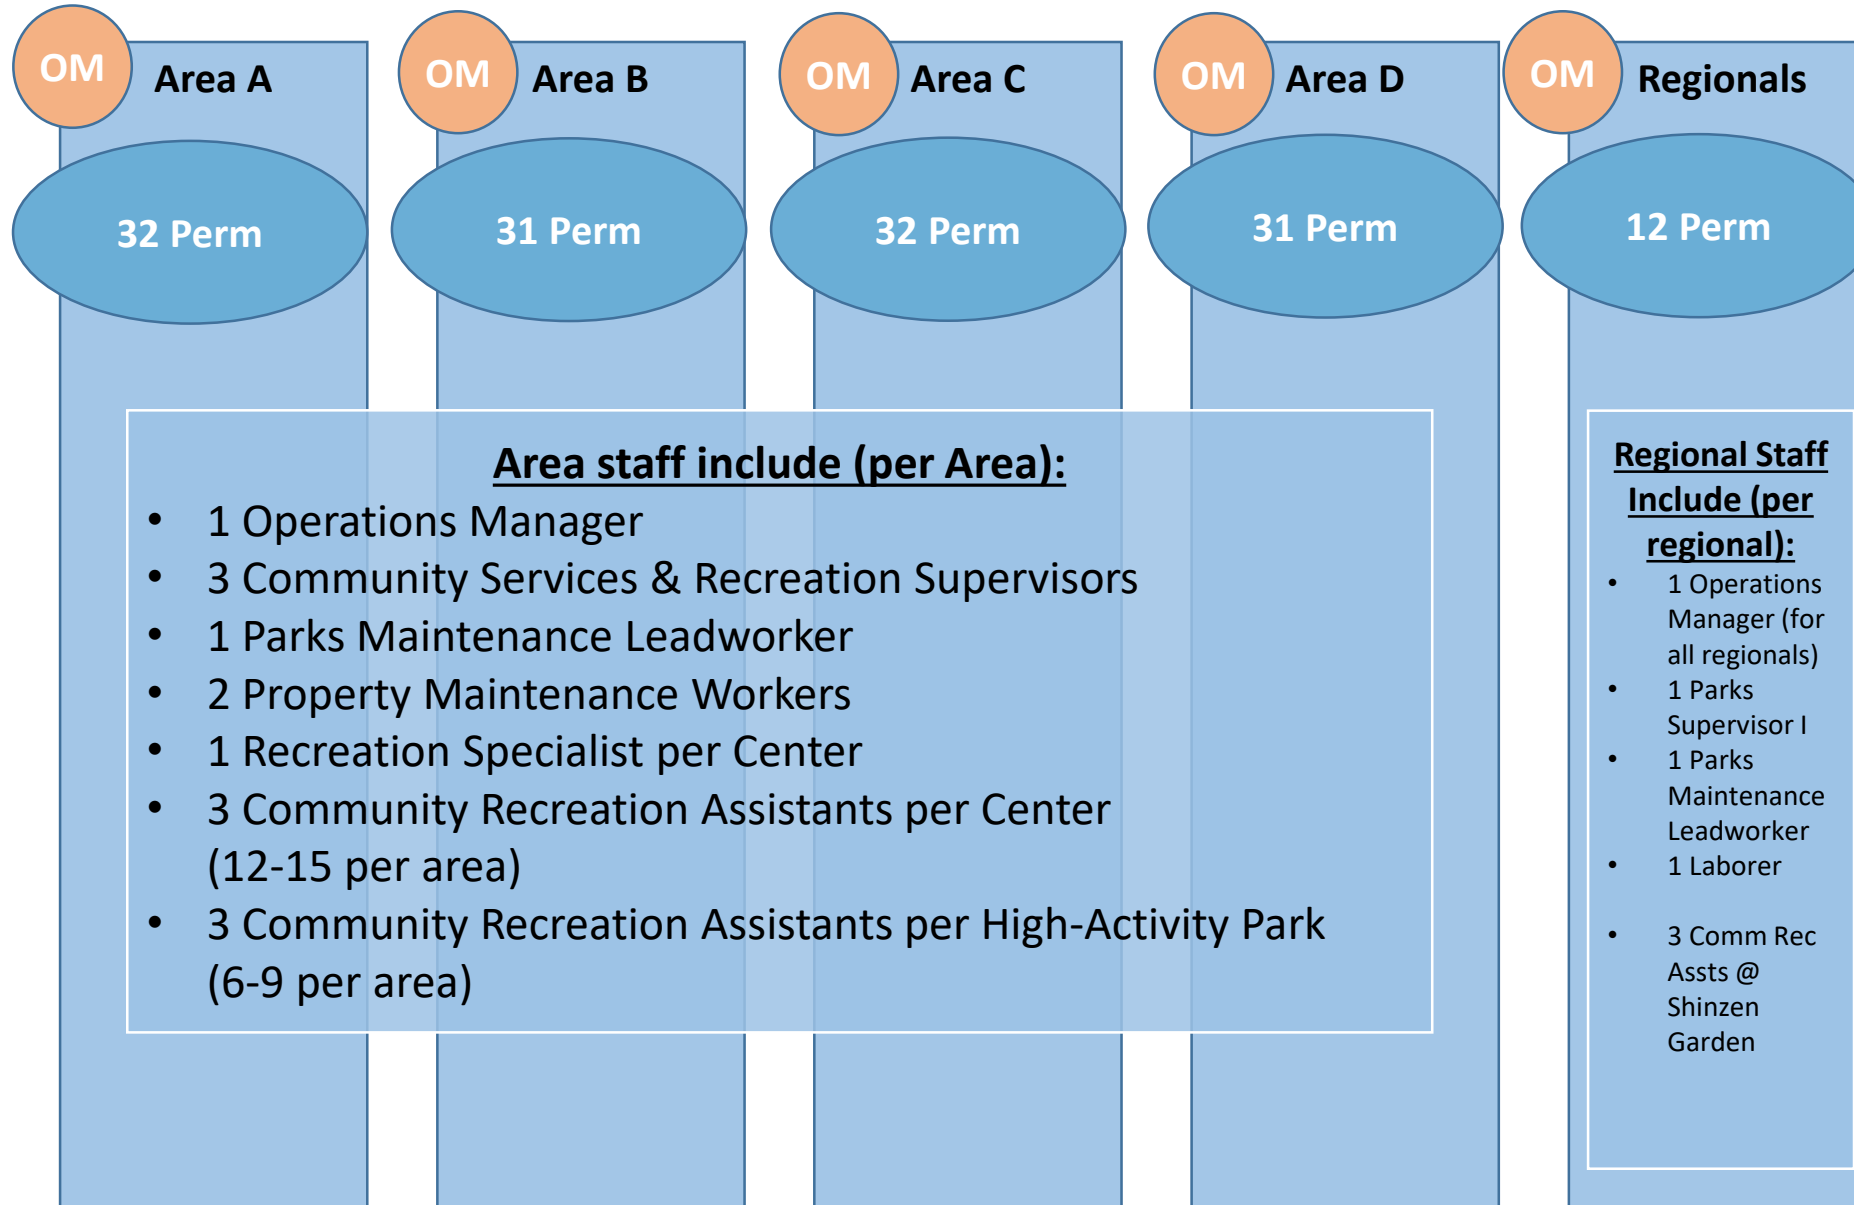 OM
Area A
OM
Area B
OM
Area C
OM
Area D
OM
Regionals
32 Perm
31 Perm
32 Perm
31 Perm
12 Perm
Area staff include (per Area):
• 1 Operations Manager
• 3 Community Services & Recreation Supervisors
• 1 Parks Maintenance Leadworker
• 2 Property Maintenance Workers
• 1 Recreation Specialist per Center
• 3 Community Recreation Assistants per Center
(12-15 per area)
• 3 Community Recreation Assistants per High-Activity Park
(6-9 per area)
Regional Staff
Include (per
regional):
• 1 Operations
Manager (for
all regionals)
• 1 Parks
Supervisor I
• 1 Parks
Maintenance
Leadworker
• 1 Laborer
• 3 Comm Rec
Assts @
Shinzen
Garden